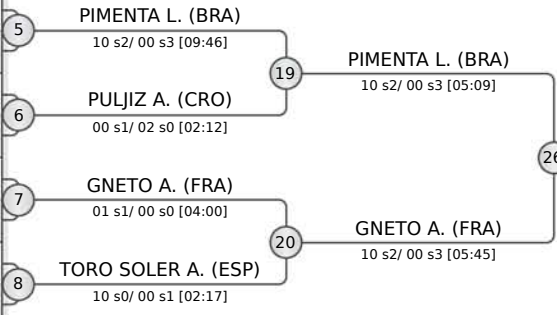 5
PIMENTA L. (BRA)
10 s2/ 00 s3 [09:46]
19
PIMENTA L. (BRA)
10 s2/ 00 s3 [05:09]
6
PULJIZ A. (CRO)
00 s1/ 02 s0 [02:12]
26
7
GNETO A. (FRA)
01 s1/ 00 s0 [04:00]
20
GNETO A. (FRA)
10 s2/ 00 s3 [05:45]
8
TORO SOLER A. (ESP)
10 s0/ 00 s1 [02:17]